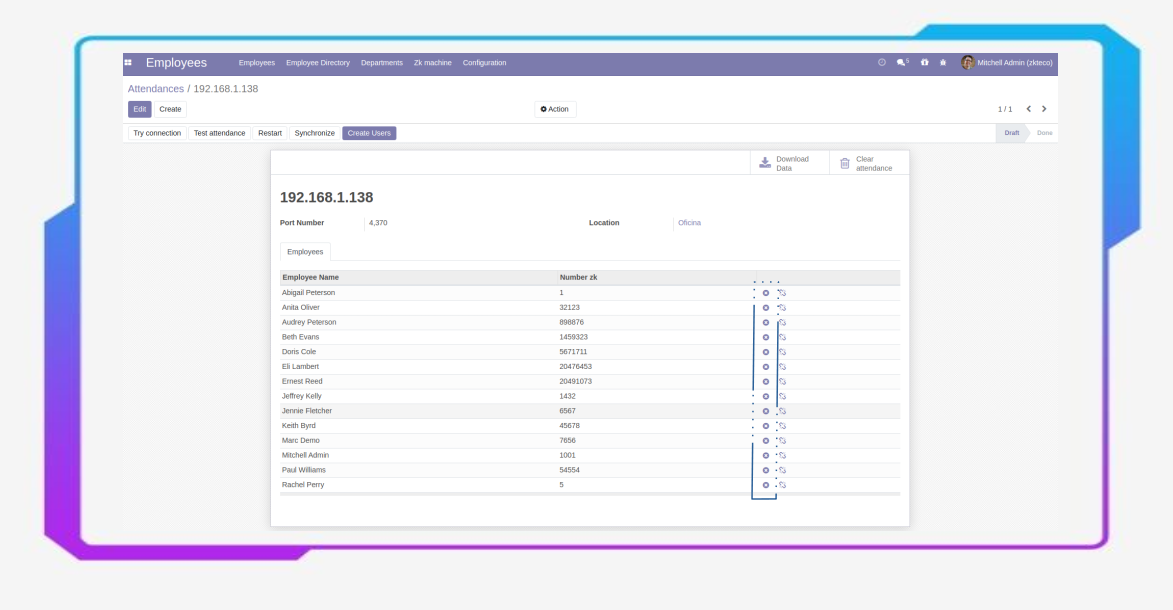 Employees Employees Employee Directory Departments Zk machine Configuration 5 Mitchell Admin (zkteco)
Attendances / 192.168.1.138
Edit Create Action 1 / 1
Try connection Test attendance Restart Synchronize Create Users Draft Done
Download Data Clear attendance
192.168.1.138
Port Number 4,370 Location Oficina
Employees
Employee Name Number zk
Abigail Peterson 1
Anita Oliver 32123
Audrey Peterson 898876
Beth Evans 1459323
Doris Cole 5671711
Eli Lambert 20476453
Ernest Reed 20491073
Jeffrey Kelly 1432
Jennie Fletcher 6567
Keith Byrd 45678
Marc Demo 7656
Mitchell Admin 1001
Paul Williams 54554
Rachel Perry 5